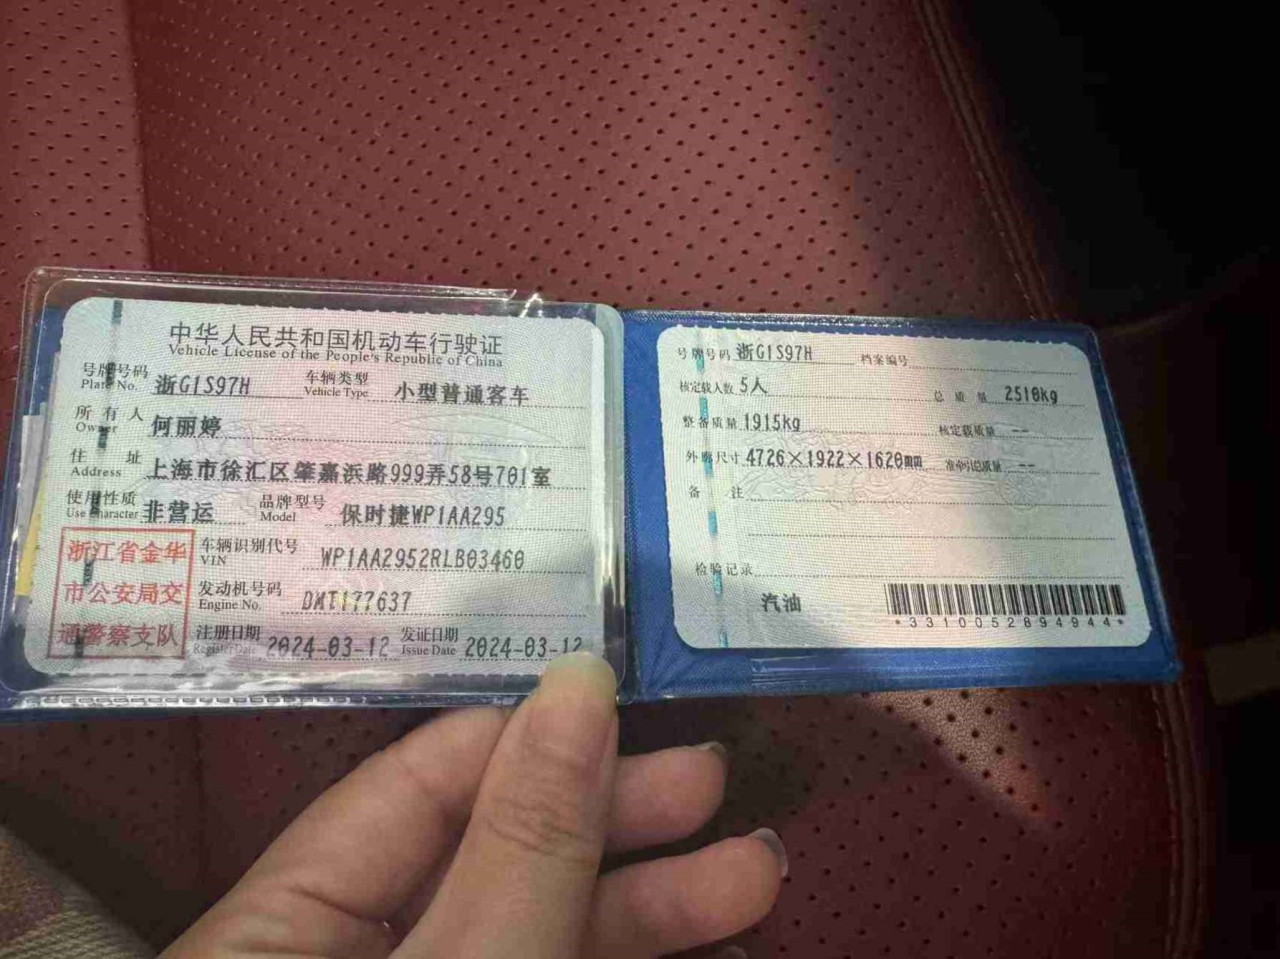 中华人民共和国机动车行驶证
Vehicle License of the People's Republic of China
号牌号码 浙G1S97H 车辆类型 小型普通客车
Plate No. Vehicle Type
所有人 何丽婷
Owner
住址 上海市徐汇区肇嘉浜路999弄58号701室
Address
使用性质 非营运 品牌型号 保时捷WP1AA295
Use Character Model
浙江省金华
市公安局交
通警察支队
车辆识别代号 WP1AA2952RLB03460
VIN
发动机号码 DMT177637
Engine No.
注册日期 2024-03-12 发证日期 2024-03-12
Register Date Issue Date
号牌号码 浙G1S97H 档案编号
核定载人数 5人 总质量 2510kg
整备质量 1915kg 核定载质量 --
外廓尺寸 4726×1922×1620mm 准牵引总质量 --
备注
检验记录
汽油
*3310052894944*